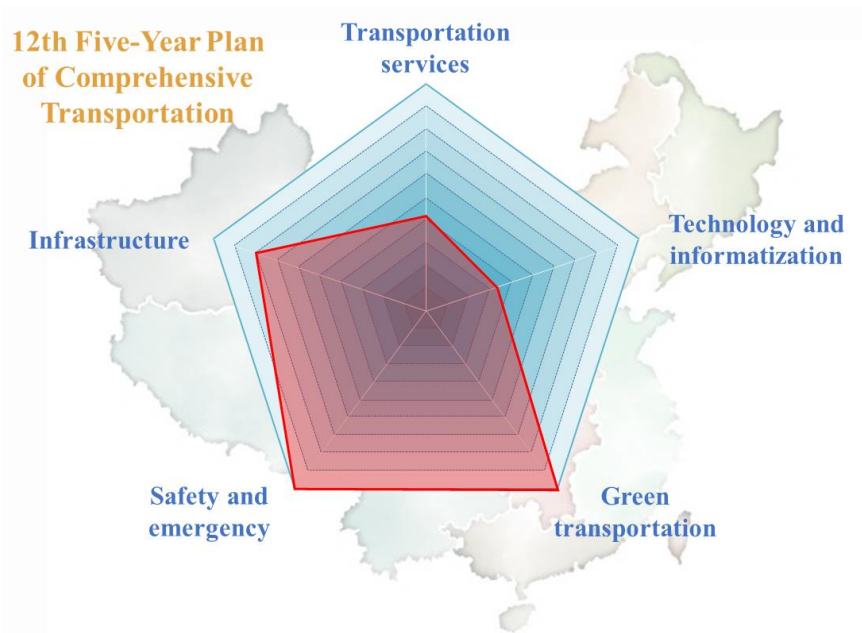 12th Five-Year Plan
of Comprehensive
Transportation
Transportation
services
Infrastructure
Technology and
informatization
Safety and
emergency
Green
transportation